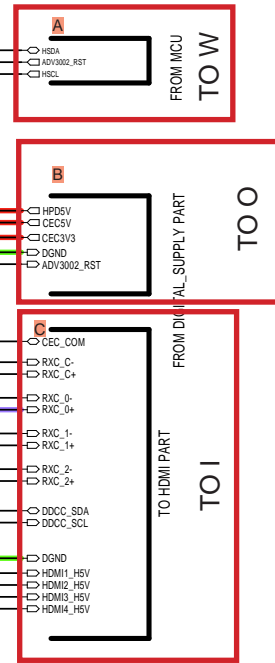 A
HSDA
ADV3002_RST
HSCL
FROM MCU
TO W
B
HPD5V
CEC5V
CEC3V3
DGND
ADV3002_RST
FROM DIGITAL_SUPPLY PART
TO O
C
CEC_COM
RXC_C-
RXC_C+
RXC_0-
RXC_0+
RXC_1-
RXC_1+
RXC_2-
RXC_2+
DDCC_SDA
DDCC_SCL
DGND
HDMI1_H5V
HDMI2_H5V
HDMI3_H5V
HDMI4_H5V
TO HDMI PART
TO I